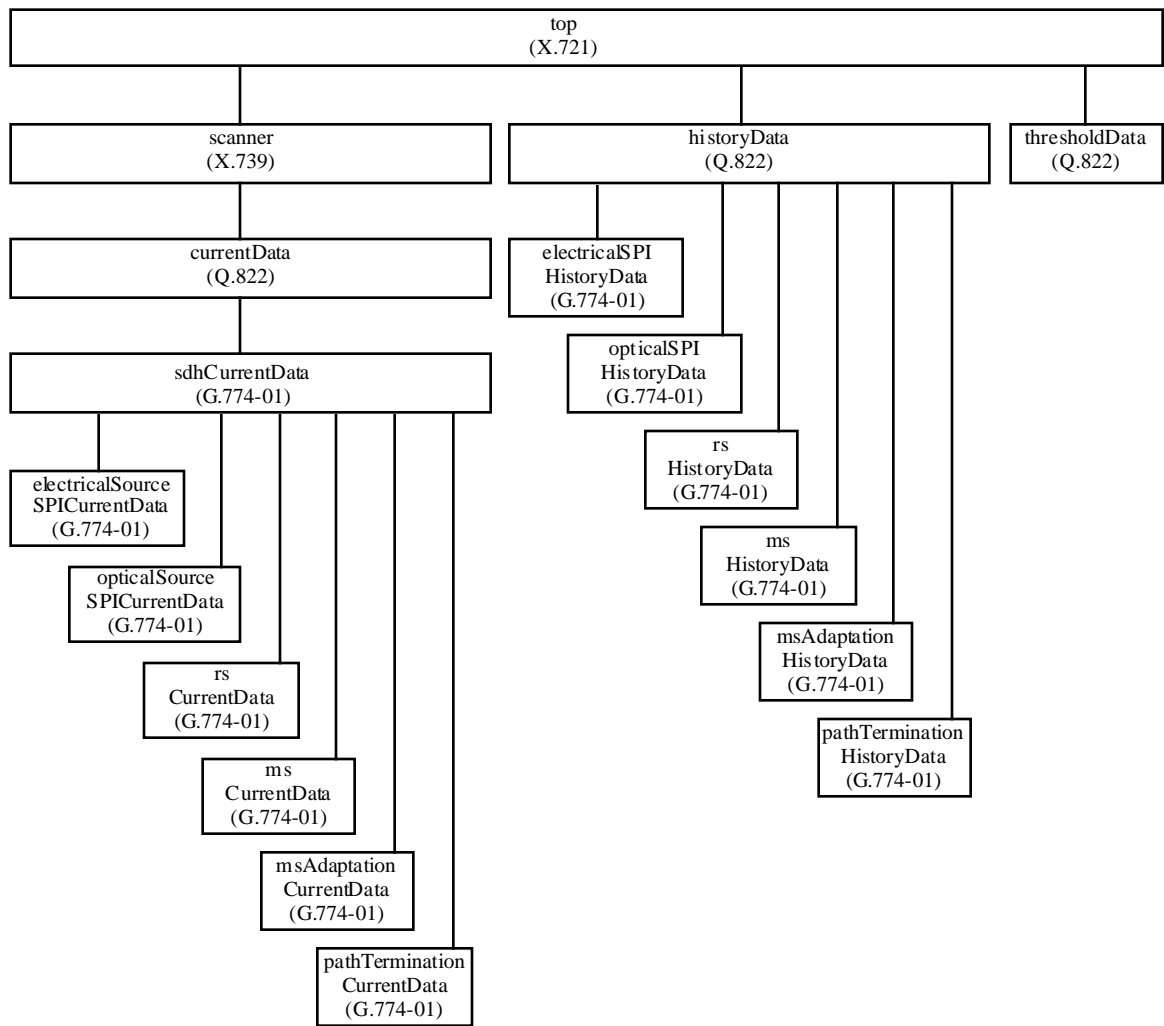 top
(X.721)
scanner
(X.739)
historyData
(Q.822)
thresholdData
(Q.822)
currentData
(Q.822)
electricalSPI
HistoryData
(G.774-01)
opticalSPI
HistoryData
(G.774-01)
sdhCurrentData
(G.774-01)
rs
HistoryData
(G.774-01)
electricalSource
SPICurrentData
(G.774-01)
ms
HistoryData
(G.774-01)
opticalSource
SPICurrentData
(G.774-01)
msAdaptation
HistoryData
(G.774-01)
rs
CurrentData
(G.774-01)
pathTermination
HistoryData
(G.774-01)
ms
CurrentData
(G.774-01)
msAdaptation
CurrentData
(G.774-01)
pathTermination
CurrentData
(G.774-01)